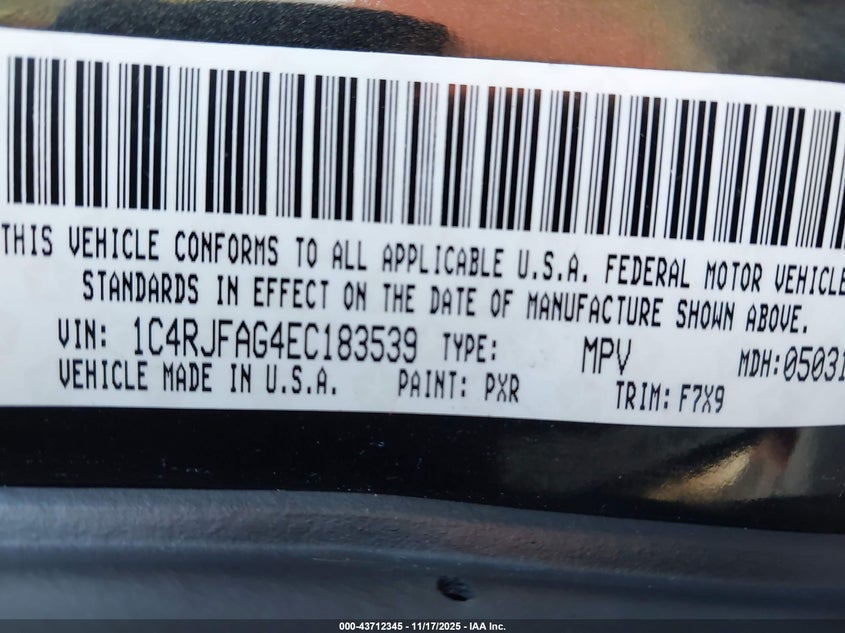 THIS VEHICLE CONFORMS TO ALL APPLICABLE U.S.A. FEDERAL MOTOR VEHICLE
STANDARDS IN EFFECT ON THE DATE OF MANUFACTURE SHOWN ABOVE.
VIN: 1C4RJFAG4EC183539 TYPE: MPV MDH:05031
VEHICLE MADE IN U.S.A. PAINT: PXR TRIM: F7X9
000-43712345 - 11/17/2025 - IAA Inc.